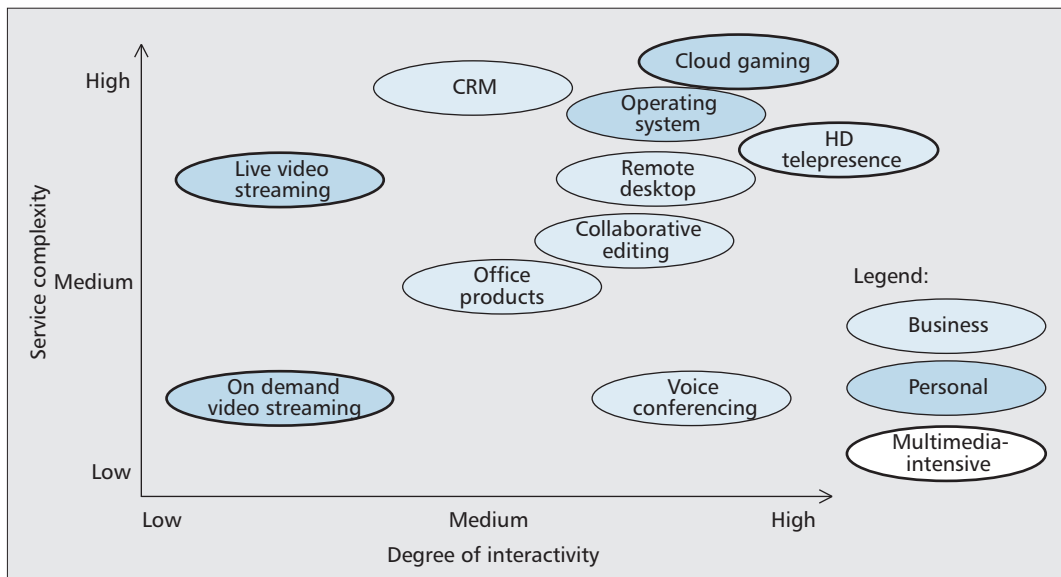 Cloud gaming
High
CRM
Operating
system
HD
telepresence
Live video
streaming
Remote
desktop
Service complexity
Collaborative
editing
Medium
Office
products
Legend:
Business
On demand
video streaming
Voice
conferencing
Personal
Multimedia-
intensive
Low
Low
Medium
High
Degree of interactivity